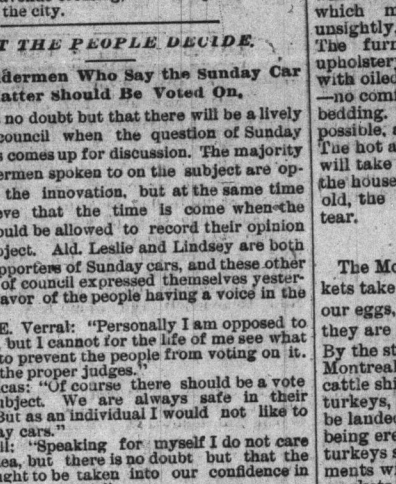 the city.
T THE PEOPLE DECIDE.
dermen Who Say the Sunday Car
atter Should Be Voted On.
no doubt but that there will be a lively
council when the question of Sunday
s comes up for discussion. The majority
ermen spoken to on the subject are op-
the innovation, but at the same time
eve that the time is come when the
ould be allowed to record their opinion
bject. Ald. Leslie and Lindsey are both
pporters of Sunday cars, and these other
of council expressed themselves yester-
avor of the people having a voice in the
E. Verral: "Personally I am opposed to
, but I cannot for the life of me see what
to prevent the people from voting on it.
the proper judges."
cas: "Of course there should be a vote
ubject. We are always safe in their
But as an individual I would not like to
ay cars."
ll: "Speaking for myself I do not care
ea, but there is no doubt but that the
ught to be taken into our confidence in
which m
unsightly,
The furn
upholster
with oiled
—no comf
bedding.
possible, a
The hot a
will take
the house
old, the
tear.
The Mo
kets take
our eggs,
they are
By the st
Montreal
cattle shi
turkeys,
be lande
being ere
turkeys s
ments wi